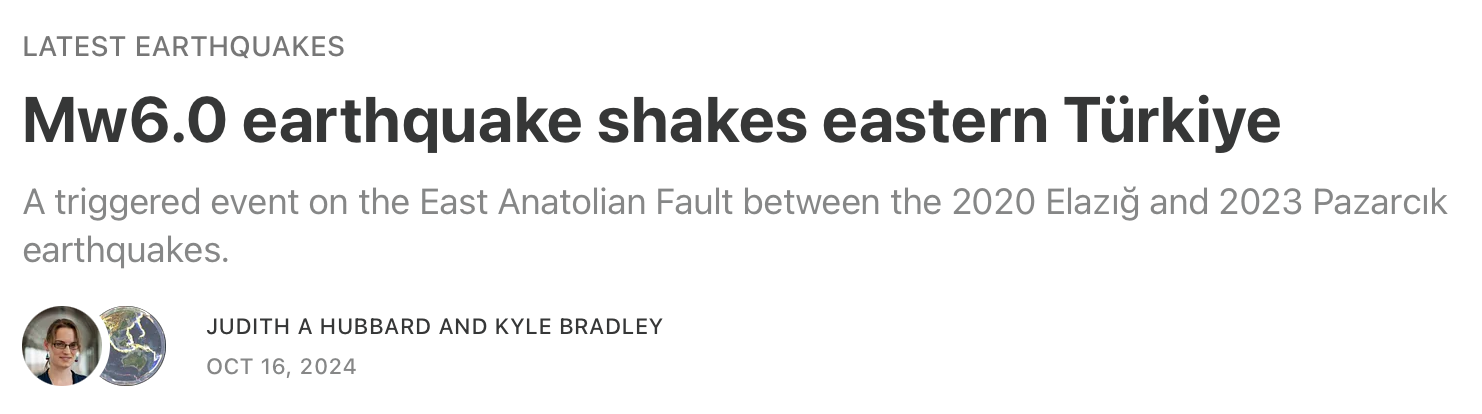 LATEST EARTHQUAKES
Mw6.0 earthquake shakes eastern Türkiye
A triggered event on the East Anatolian Fault between the 2020 Elazığ and 2023 Pazarcık
earthquakes.
JUDITH A HUBBARD AND KYLE BRADLEY
OCT 16, 2024